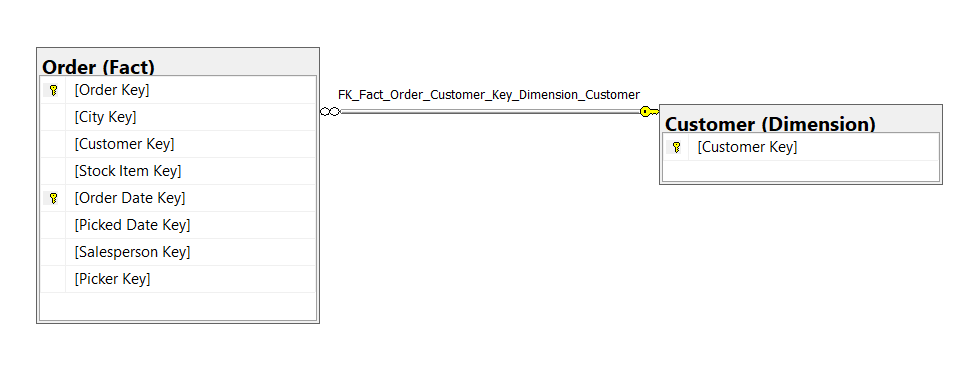 Order (Fact)
[Order Key]
[City Key]
[Customer Key]
[Stock Item Key]
[Order Date Key]
[Picked Date Key]
[Salesperson Key]
[Picker Key]
FK_Fact_Order_Customer_Key_Dimension_Customer
Customer (Dimension)
[Customer Key]